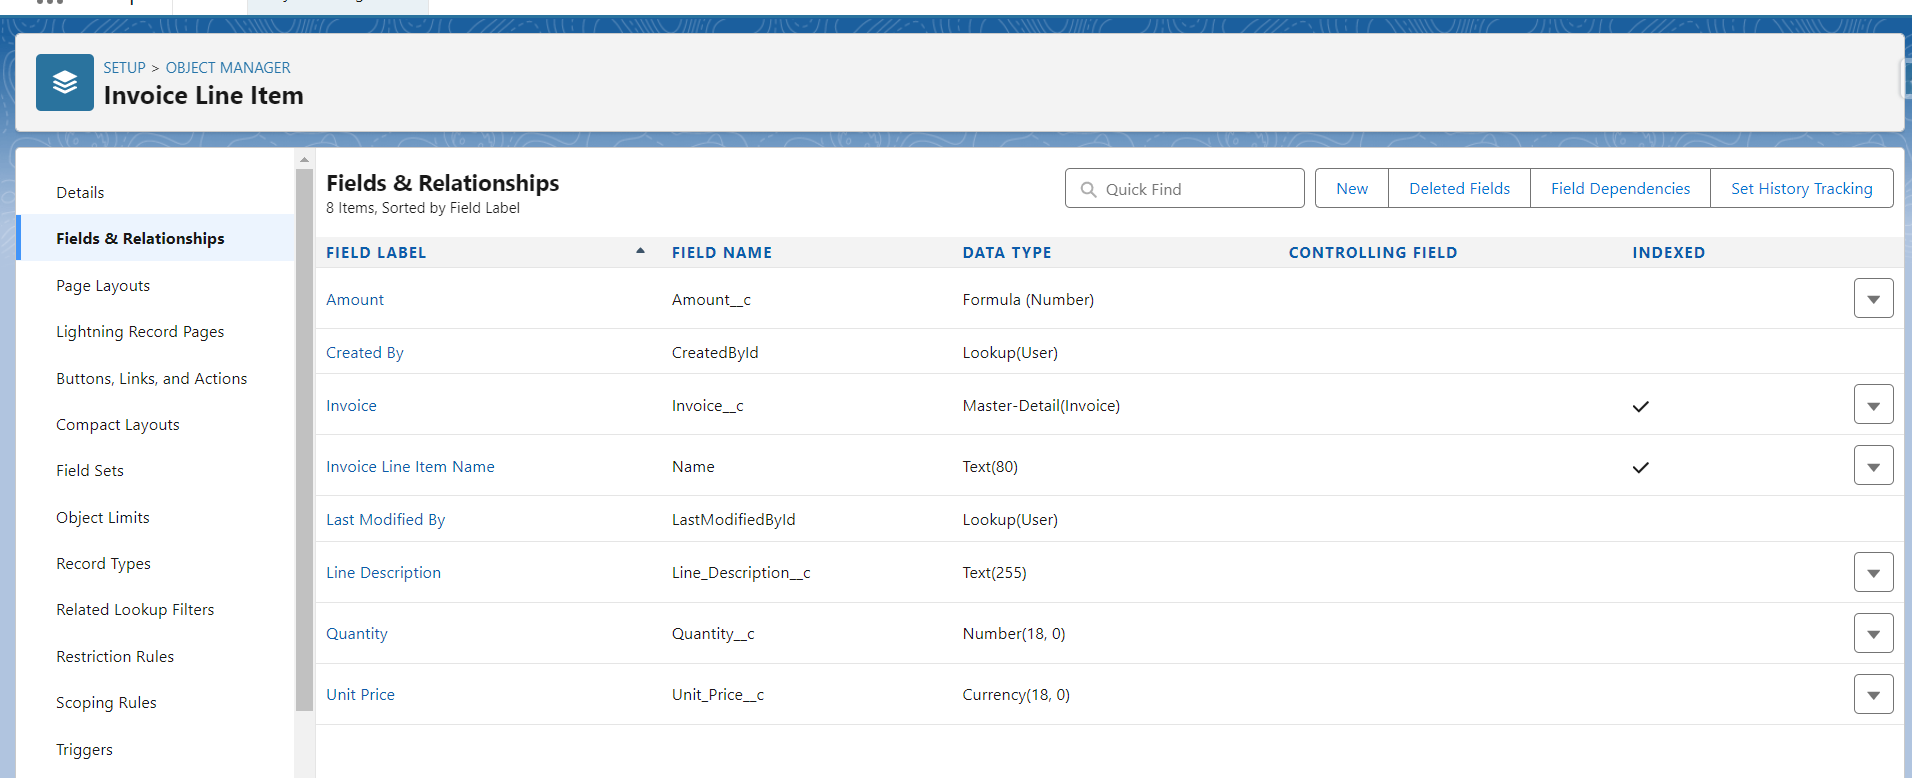 SETUP > OBJECT MANAGER
Invoice Line Item
Details
Fields & Relationships
Page Layouts
Lightning Record Pages
Buttons, Links, and Actions
Compact Layouts
Field Sets
Object Limits
Record Types
Related Lookup Filters
Restriction Rules
Scoping Rules
Triggers
Fields & Relationships
8 Items, Sorted by Field Label
Quick Find
New
Deleted Fields
Field Dependencies
Set History Tracking
FIELD LABEL FIELD NAME DATA TYPE CONTROLLING FIELD INDEXED
Amount Amount__c Formula (Number)
Created By CreatedById Lookup(User)
Invoice Invoice__c Master-Detail(Invoice)
Invoice Line Item Name Name Text(80)
Last Modified By LastModifiedById Lookup(User)
Line Description Line_Description__c Text(255)
Quantity Quantity__c Number(18, 0)
Unit Price Unit_Price__c Currency(18, 0)